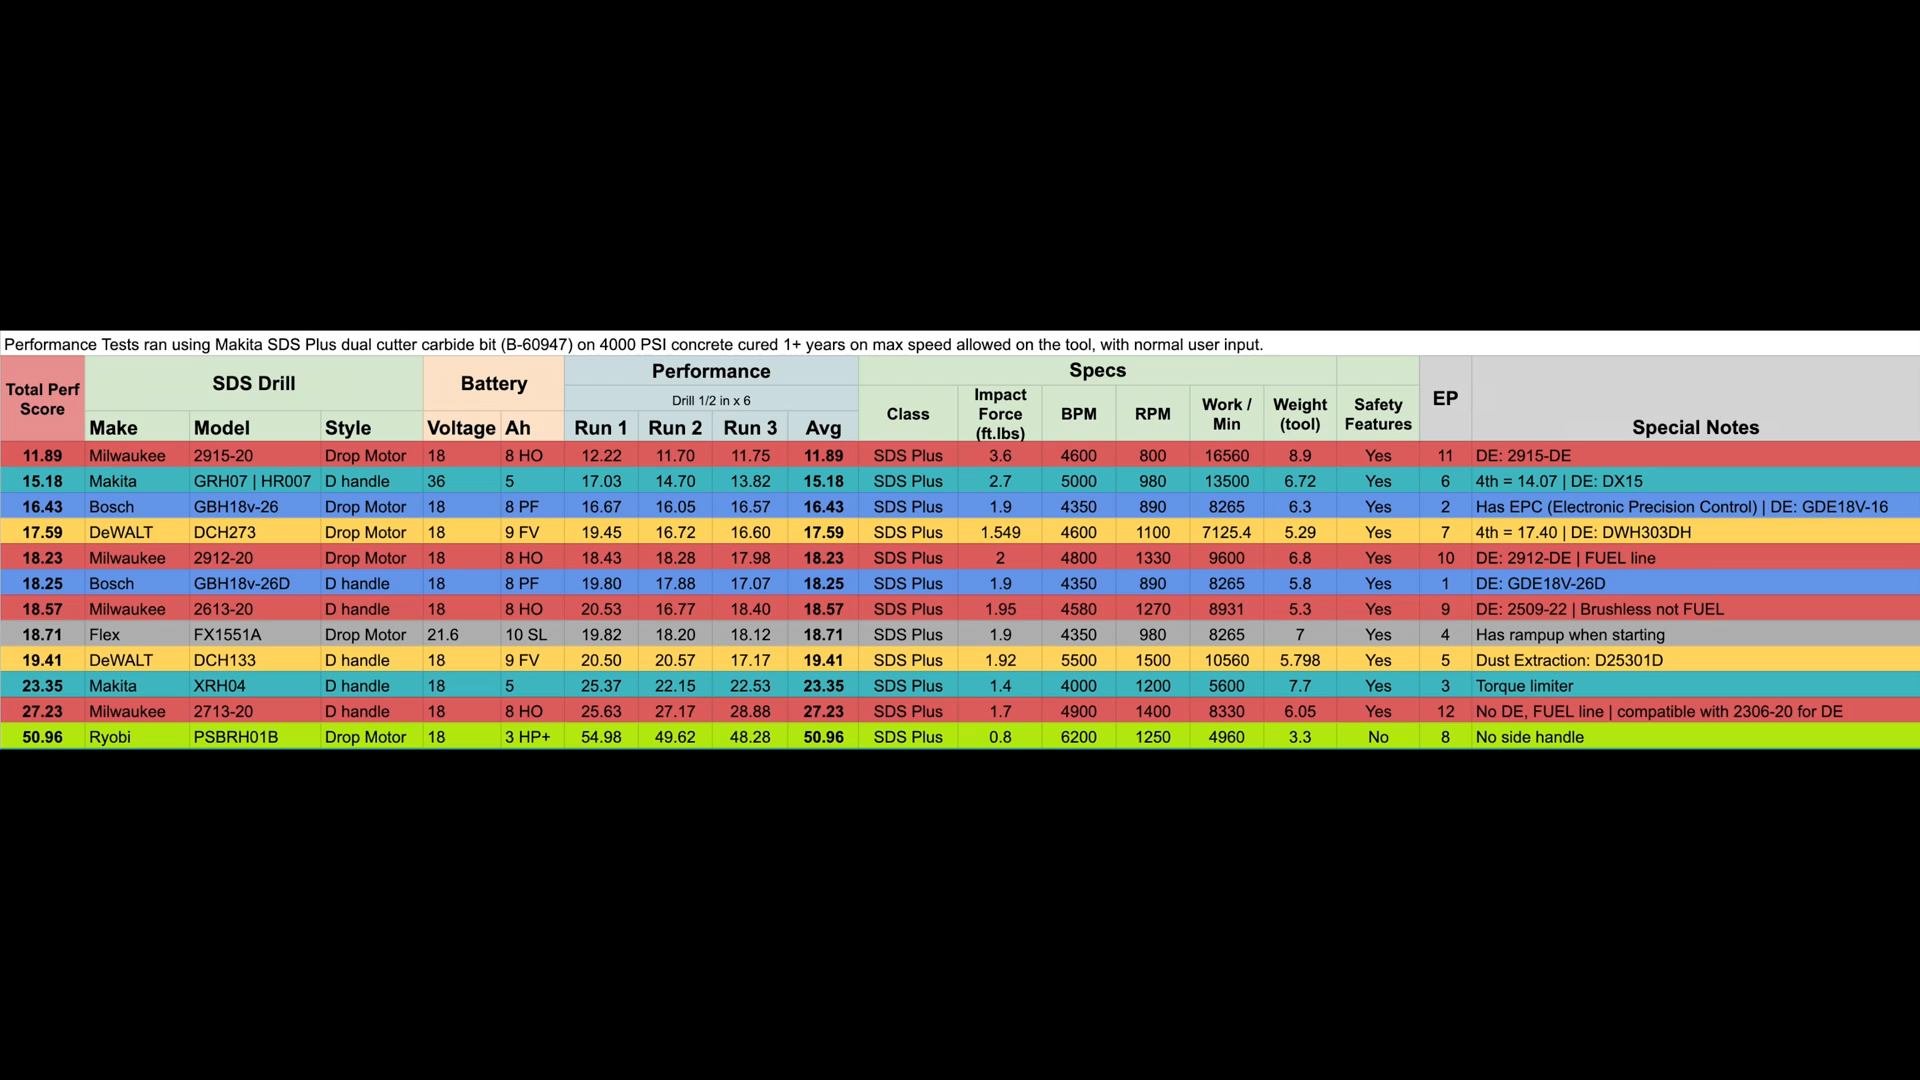 Performance Tests ran using Makita SDS Plus dual cutter carbide bit (B-60947) on 4000 PSI concrete cured 1+ years on max speed allowed on the tool, with normal user input.
Total Perf Score SDS Drill Battery Performance Specs EP Special Notes
Drill 1/2 in x 6
Make Model Style Voltage Ah Run 1 Run 2 Run 3 Avg Class Impact Force (ft.lbs) BPM RPM Work / Min Weight (tool) Safety Features
11.89 Milwaukee 2915-20 Drop Motor 18 8 HO 12.22 11.70 11.75 11.89 SDS Plus 3.6 4600 800 16560 8.9 Yes 11 DE: 2915-DE
15.18 Makita GRH07 | HR007 D handle 36 5 17.03 14.70 13.82 15.18 SDS Plus 2.7 5000 980 13500 6.72 Yes 6 4th = 14.07 | DE: DX15
16.43 Bosch GBH18v-26 Drop Motor 18 8 PF 16.67 16.05 16.57 16.43 SDS Plus 1.9 4350 890 8265 6.3 Yes 2 Has EPC (Electronic Precision Control) | DE: GDE18V-16
17.59 DeWALT DCH273 Drop Motor 18 9 FV 19.45 16.72 16.60 17.59 SDS Plus 1.549 4600 1100 7125.4 5.29 Yes 7 4th = 17.40 | DE: DWH303DH
18.23 Milwaukee 2912-20 Drop Motor 18 8 HO 18.43 18.28 17.98 18.23 SDS Plus 2 4800 1330 9600 6.8 Yes 10 DE: 2912-DE | FUEL line
18.25 Bosch GBH18v-26D D handle 18 8 PF 19.80 17.88 17.07 18.25 SDS Plus 1.9 4350 890 8265 5.8 Yes 1 DE: GDE18V-26D
18.57 Milwaukee 2613-20 D handle 18 8 HO 20.53 16.77 18.40 18.57 SDS Plus 1.95 4580 1270 8931 5.3 Yes 9 DE: 2509-22 | Brushless not FUEL
18.71 Flex FX1551A Drop Motor 21.6 10 SL 19.82 18.20 18.12 18.71 SDS Plus 1.9 4350 980 8265 7 Yes 4 Has rampup when starting
19.41 DeWALT DCH133 D handle 18 9 FV 20.50 20.57 17.17 19.41 SDS Plus 1.92 5500 1500 10560 5.798 Yes 5 Dust Extraction: D25301D
23.35 Makita XRH04 D handle 18 5 25.37 22.15 22.53 23.35 SDS Plus 1.4 4000 1200 5600 7.7 Yes 3 Torque limiter
27.23 Milwaukee 2713-20 D handle 18 8 HO 25.63 27.17 28.88 27.23 SDS Plus 1.7 4900 1400 8330 6.05 Yes 12 No DE, FUEL line | compatible with 2306-20 for DE
50.96 Ryobi PSBRH01B Drop Motor 18 3 HP+ 54.98 49.62 48.28 50.96 SDS Plus 0.8 6200 1250 4960 3.3 No 8 No side handle